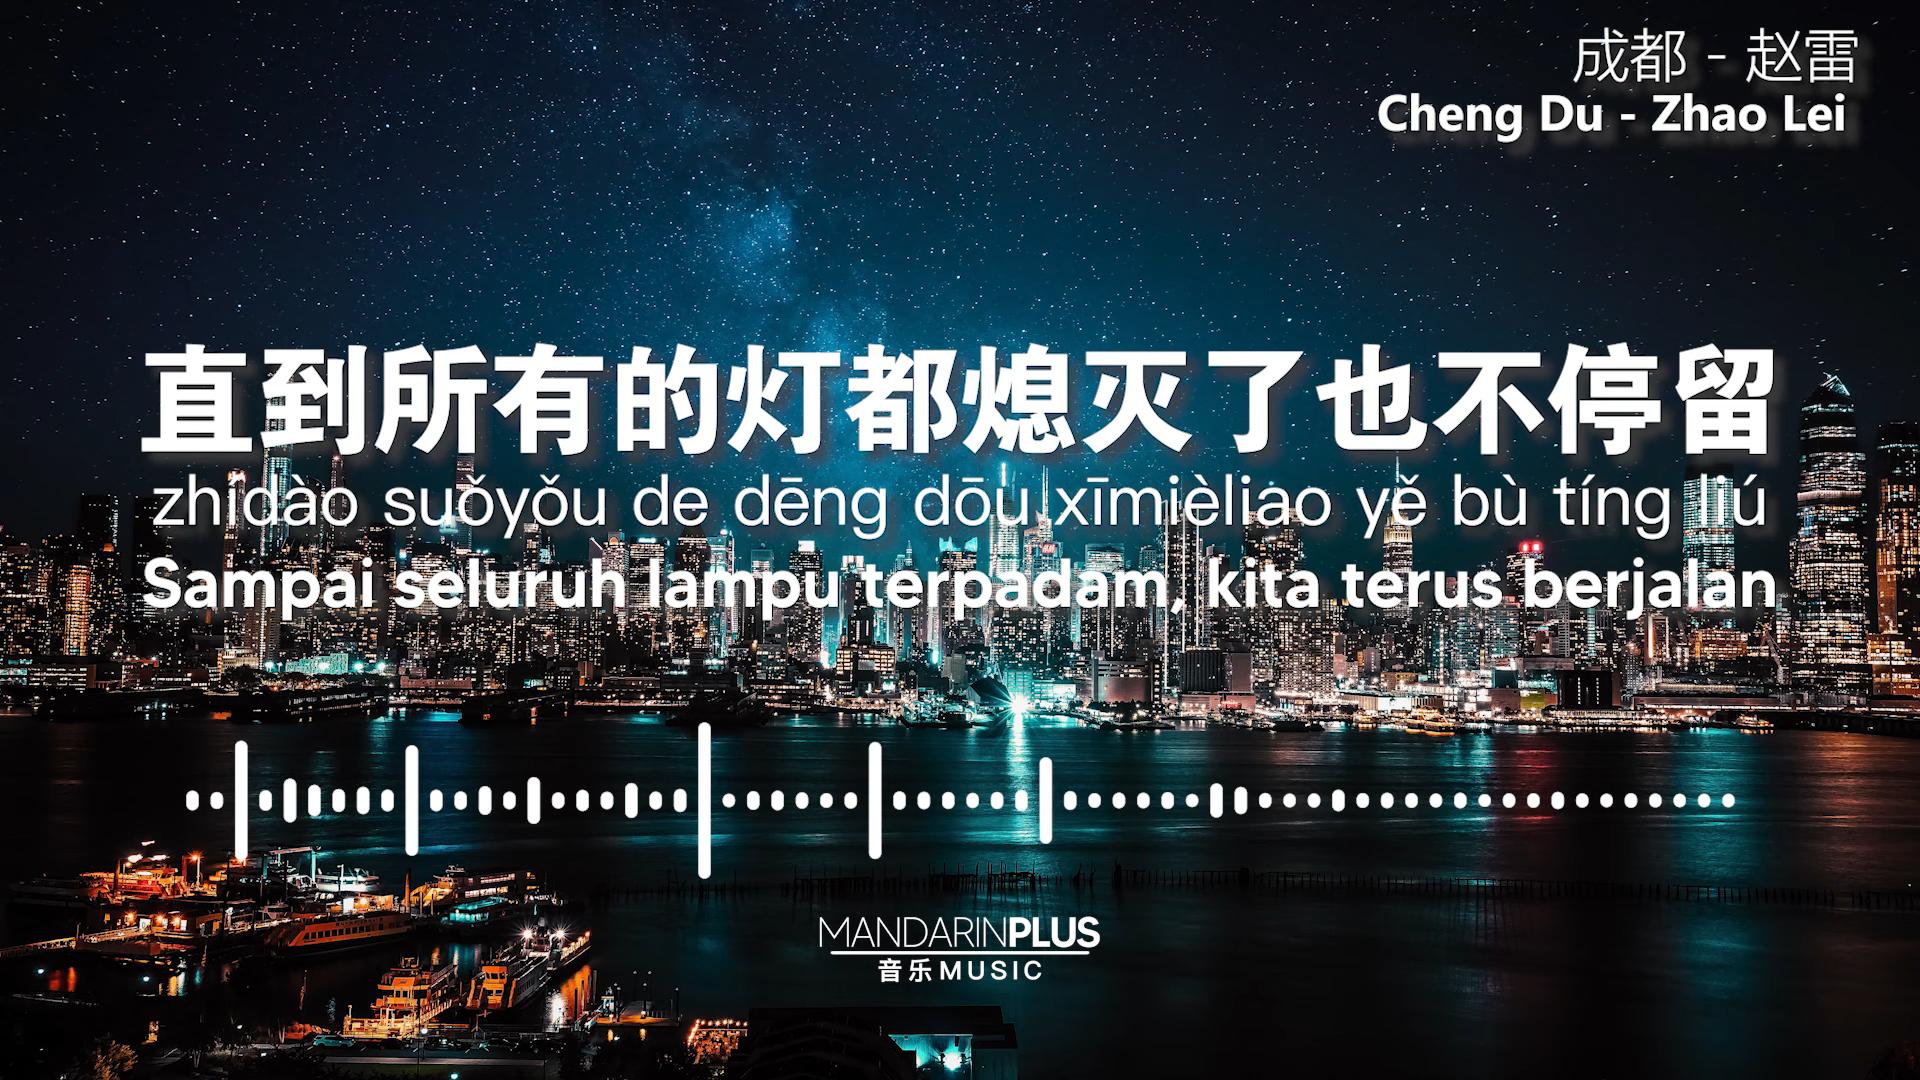 成都 - 赵雷
Cheng Du - Zhao Lei
直到所有的灯都熄灭了也不停留
zhídào suǒyǒu de dēng dōu xīmièliao yě bù tíng liú
Sampai seluruh lampu terpadam, kita terus berjalan
MANDARINPLUS
音乐MUSIC